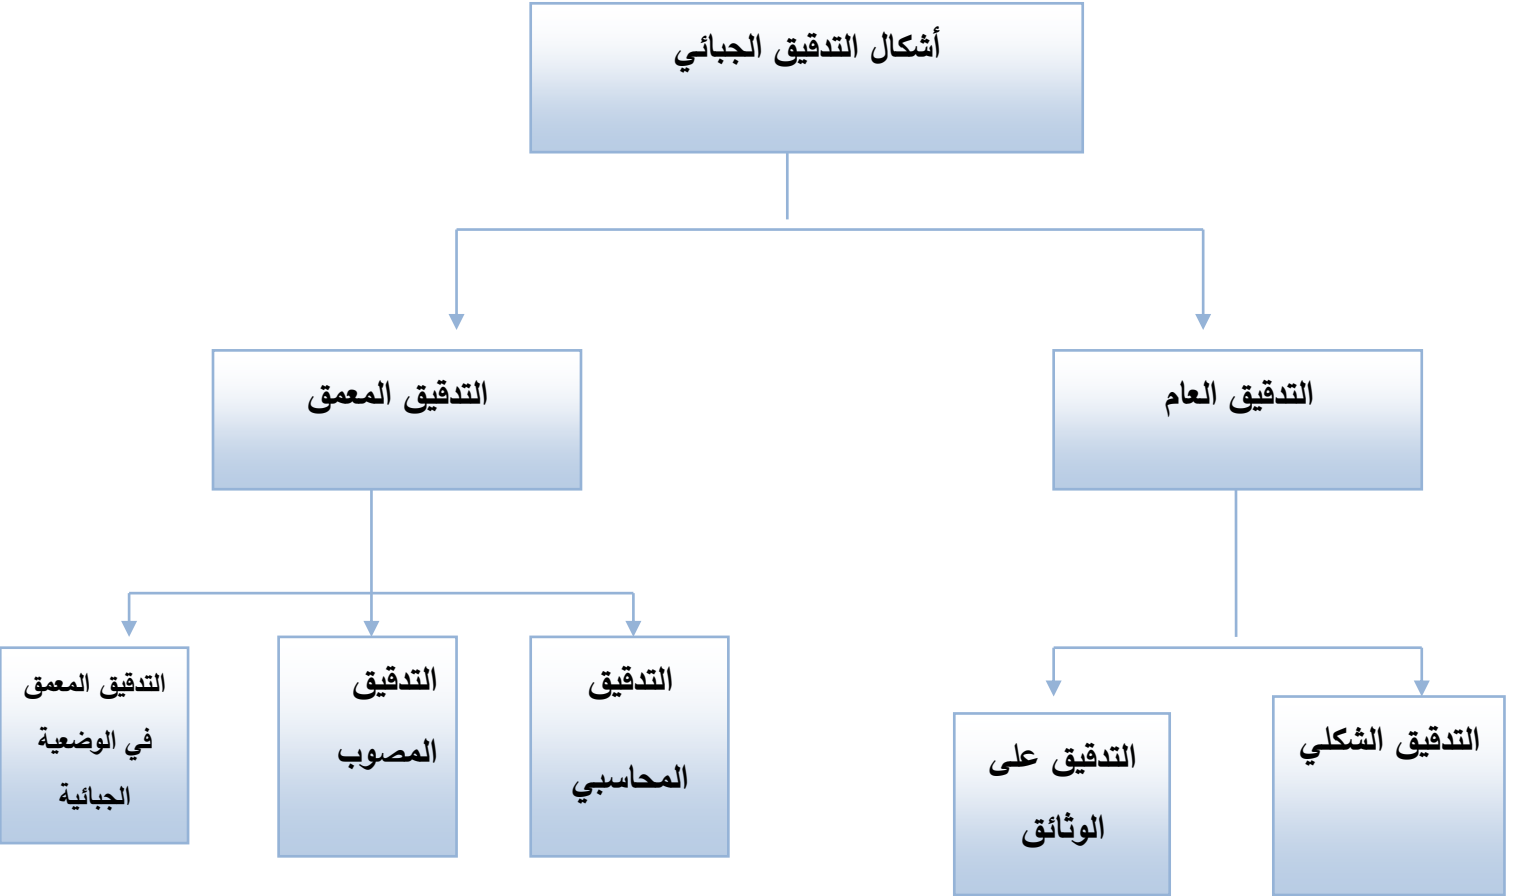 أشكال التدقيق الجبائي
التدقيق العام
التدقيق المعمق
التدقيق الشكلي
التدقيق على
الوثائق
التدقيق
المحاسبي
التدقيق
المصوب
التدقيق المعمق
في الوضعية
الجبائية